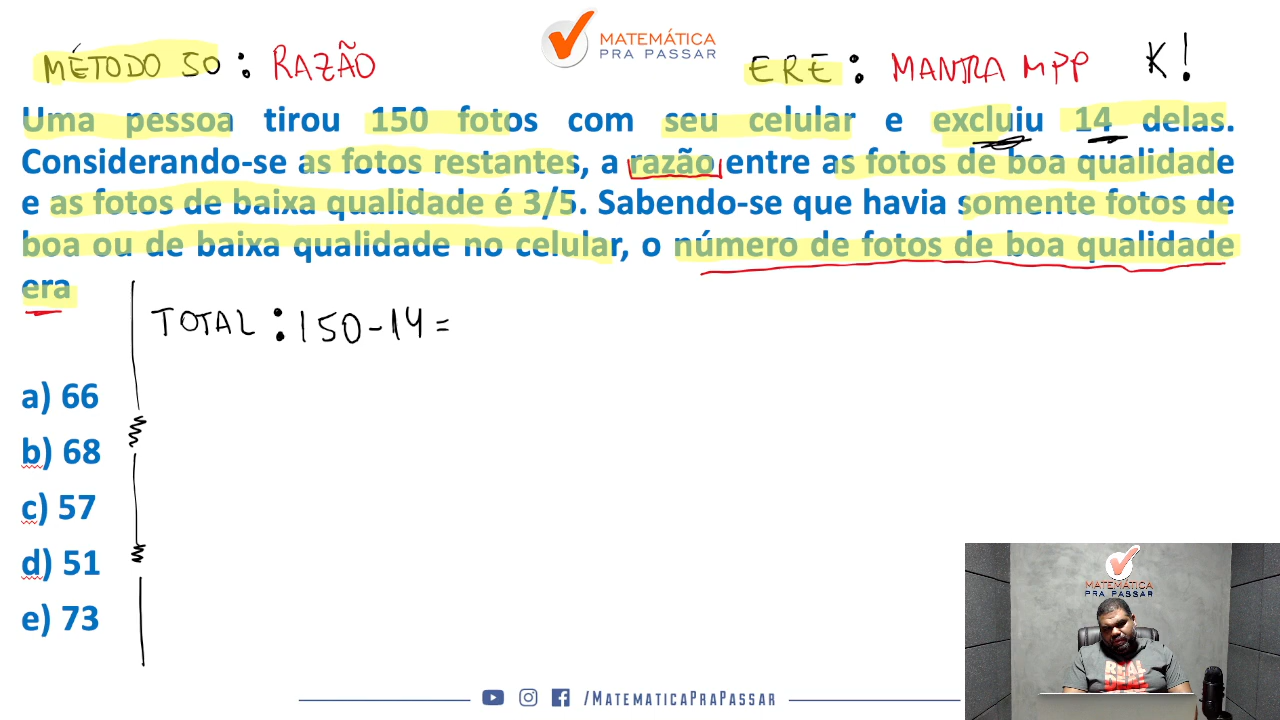 MATEMÁTICA
PRA PASSAR
MÉTODO 50 : RAZÃO
ERE : MANTRA MPP K!
Uma pessoa tirou 150 fotos com seu celular e excluiu 14 delas.
Considerando-se as fotos restantes, a razão entre as fotos de boa qualidade
e as fotos de baixa qualidade é 3/5. Sabendo-se que havia somente fotos de
boa ou de baixa qualidade no celular, o número de fotos de boa qualidade
era
TOTAL : 150-14=
a) 66
b) 68
c) 57
d) 51
e) 73
MATEMÁTICA
PRA PASSAR
REAL
/MatematicaPraPassar